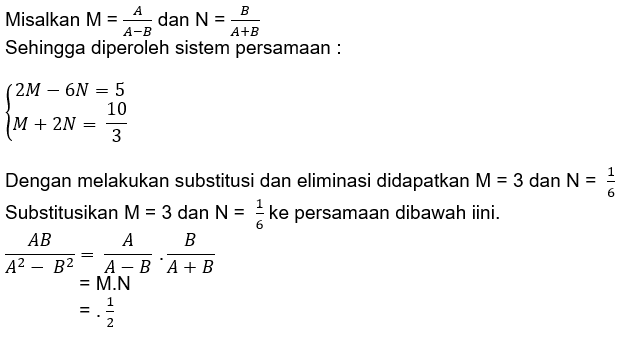 Misalkan M = A/(A−B) dan N = B/(A+B)
Sehingga diperoleh sistem persamaan :
{2M − 6N = 5
M + 2N = 10/3
Dengan melakukan substitusi dan eliminasi didapatkan M = 3 dan N = 1/6
Substitusikan M = 3 dan N = 1/6 ke persamaan dibawah iini.
AB/(A² − B²) = A/(A − B) . B/(A + B)
= M.N
= . 1/2